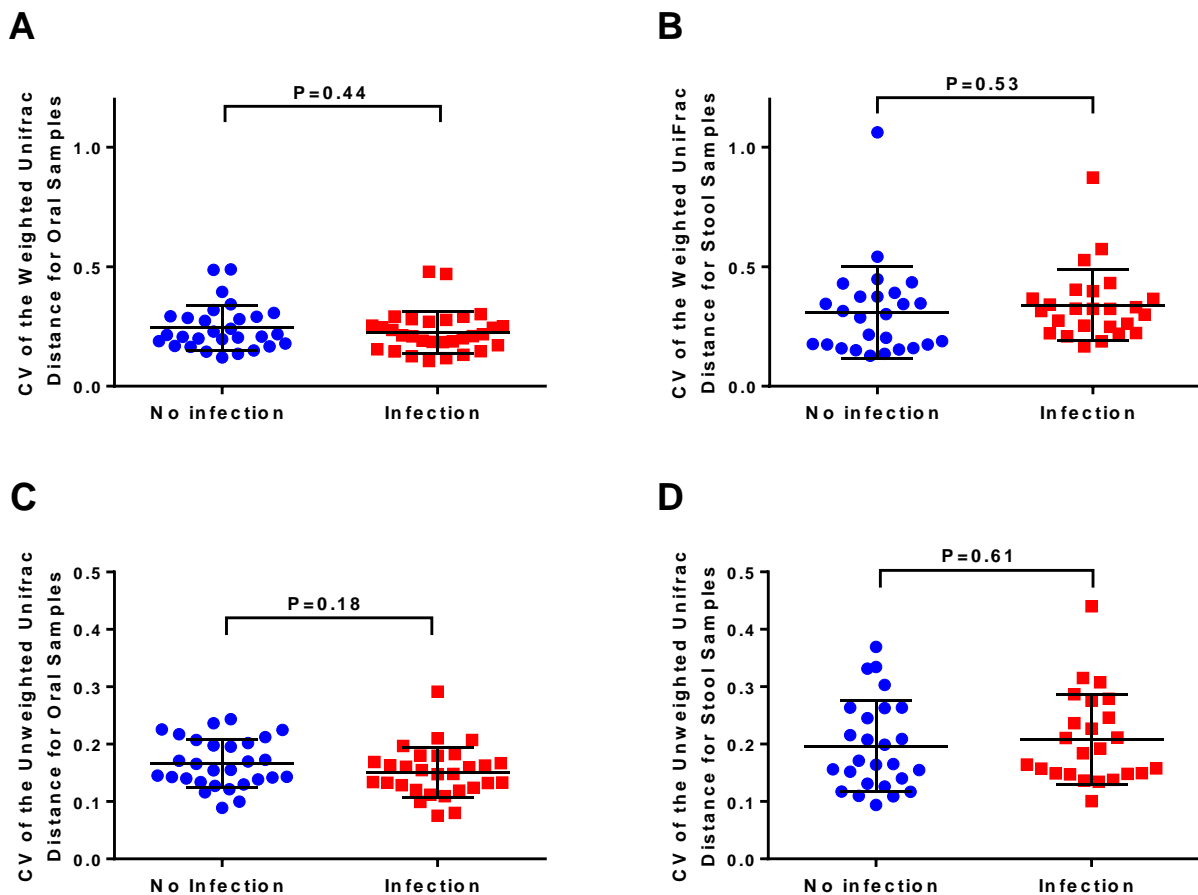 A
P=0.44
CV of the Weighted Unifrac
Distance for Oral Samples
1.0
0.5
0.0
No infection
Infection
B
P=0.53
CV of the Weighted UniFrac
Distance for Stool Samples
1.0
0.5
0.0
No infection
Infection
C
P=0.18
CV of the Unweighted Unifrac
Distance for Oral Samples
0.5
0.4
0.3
0.2
0.1
0.0
No Infection
Infection
D
P=0.61
CV of the Unweighted Unifrac
Distance for Stool Samples
0.5
0.4
0.3
0.2
0.1
0.0
No infection
Infection